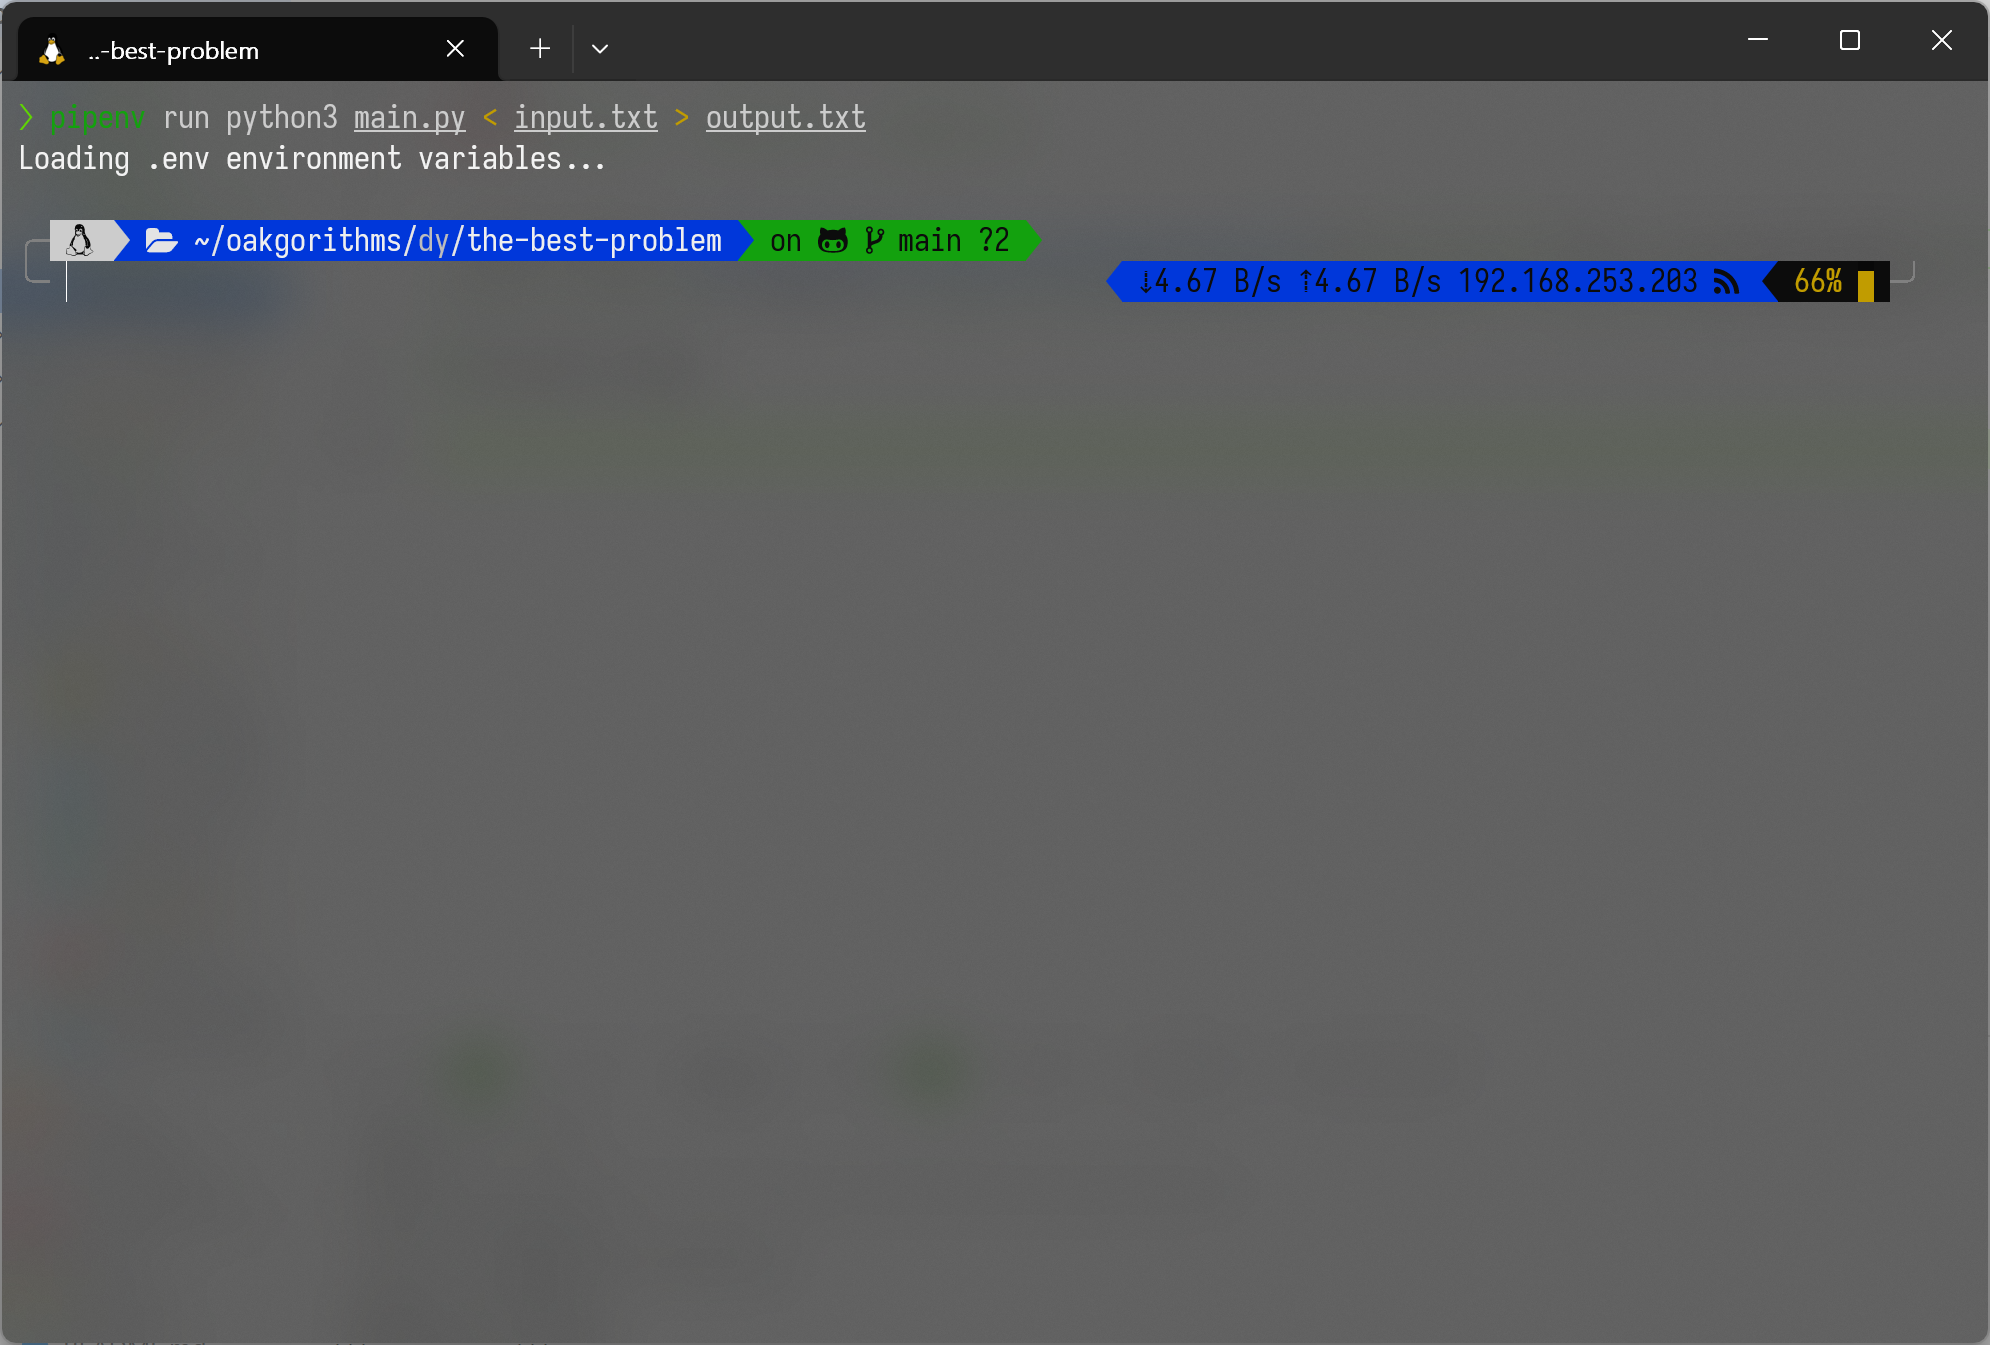 ..-best-problem
❯ pipenv run python3 main.py < input.txt > output.txt
Loading .env environment variables...
~/oakgorithms/dy/the-best-problem on main ?2
↓4.67 B/s ↑4.67 B/s 192.168.253.203 66%